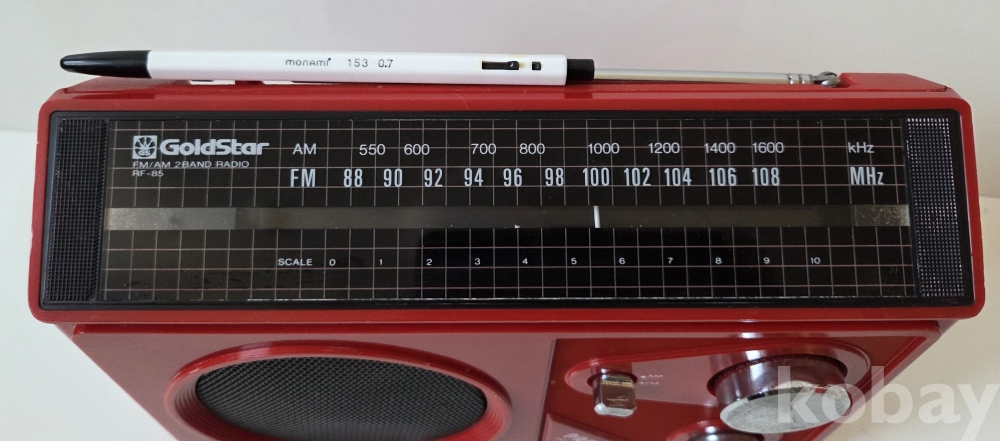 monami 153 0.7
GoldStar
FM/AM 2BAND RADIO
RF-85
AM 550 600 700 800 1000 1200 1400 1600 kHz
FM 88 90 92 94 96 98 100 102 104 106 108 MHz
SCALE 0 1 2 3 4 5 6 7 8 9 10
AM
FM
kobay